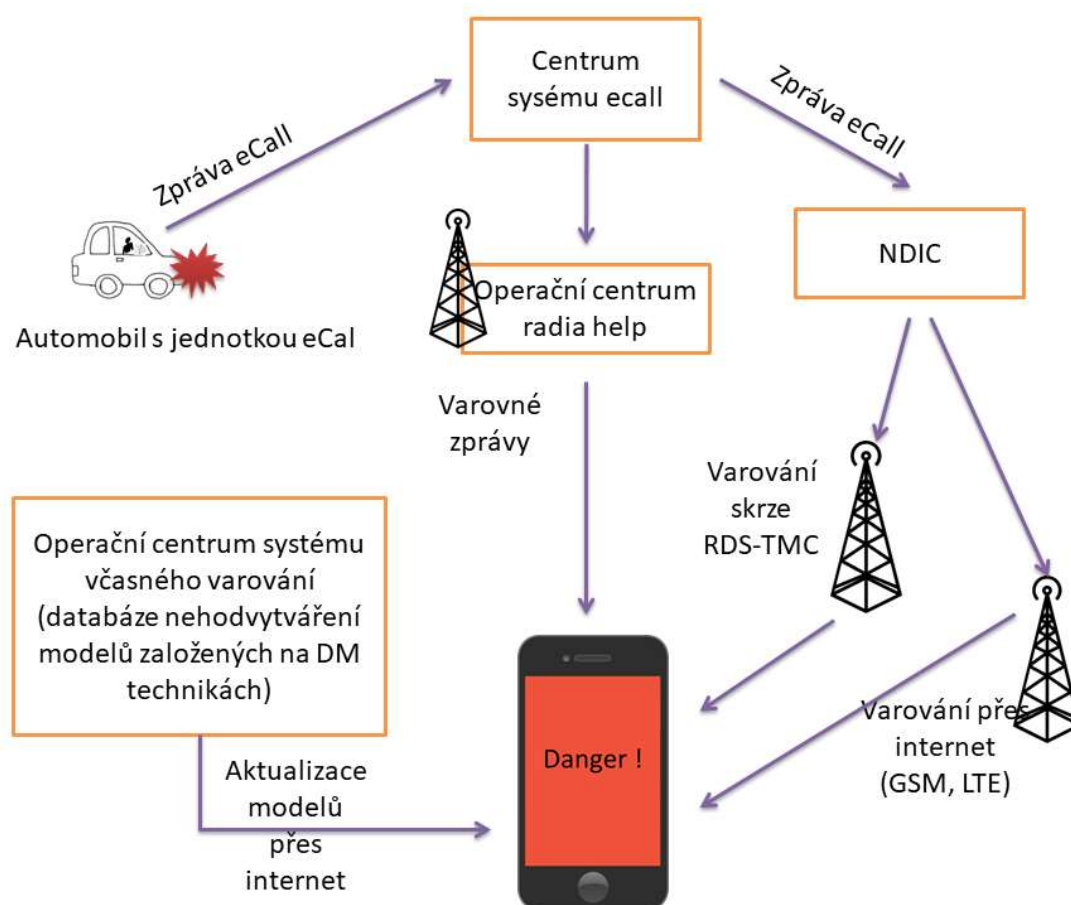 Centrum
sysému ecall
Zpráva eCall
Zpráva eCall
NDIC
Operační centrum
radia help
Automobil s jednotkou eCal
Varovné
zprávy
Varování
skrze
RDS-TMC
Operační centrum systému
včasného varování
(databáze nehodvytváření
modelů založených na DM
technikách)
Danger !
Varování přes
internet
(GSM, LTE)
Aktualizace
modelů
přes
internet